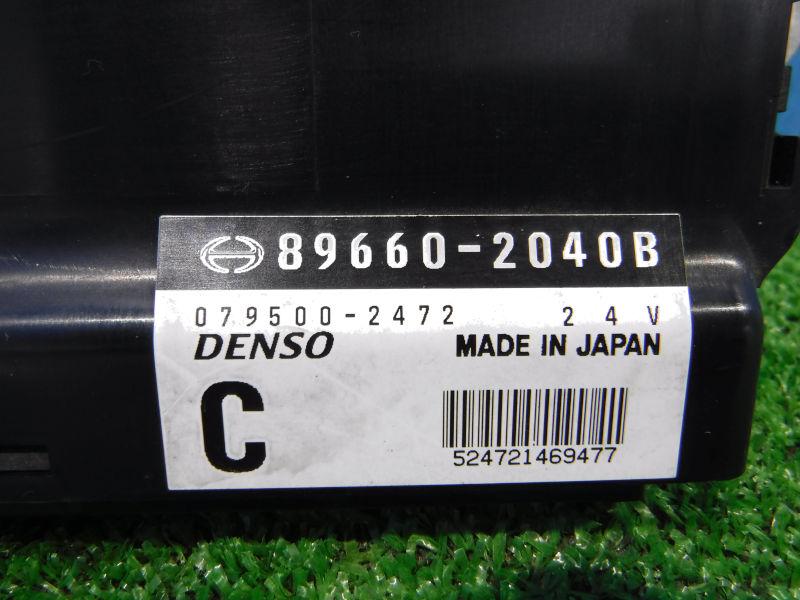 89660-2040B
079500-2472 24V
DENSO MADE IN JAPAN
C
524721469477